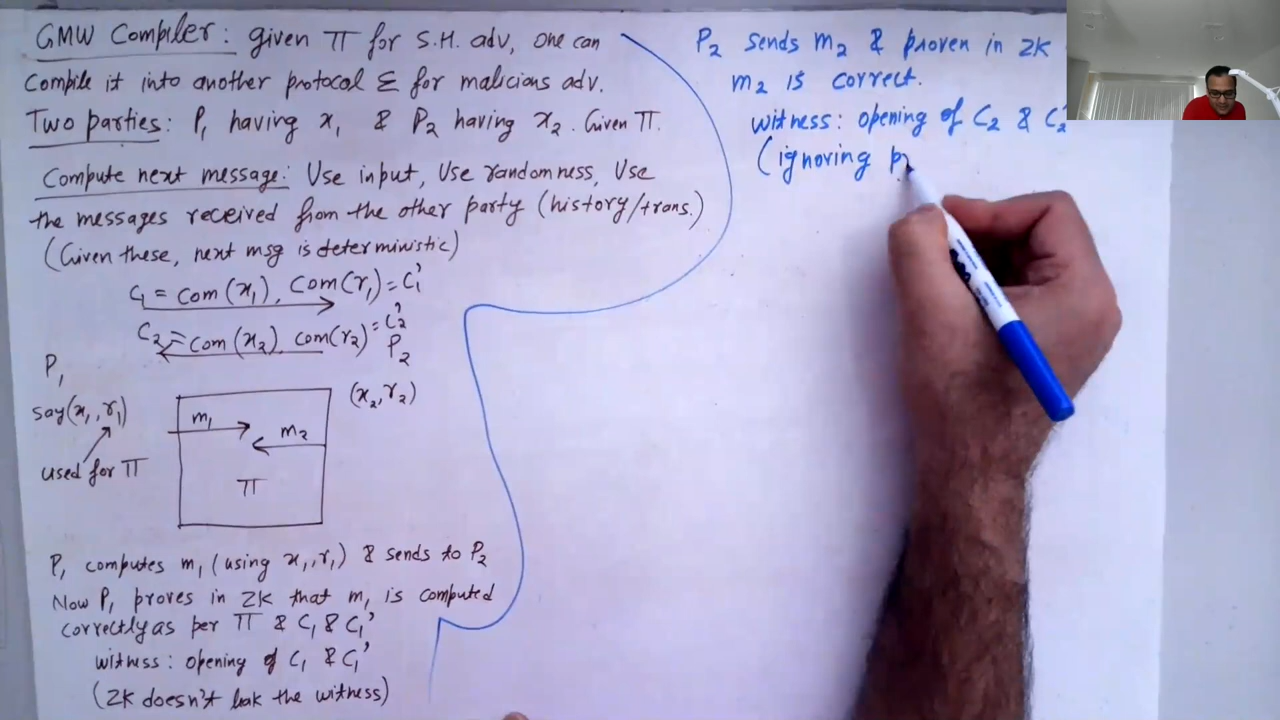 GMW Compiler: given Π for S.H. adv, one can
Compile it into another protocol Σ for malicious adv.
Two parties: P1 having x1 & P2 having x2. Given Π.
Compute next message: Use input, Use randomness, Use
the messages received from the other party (history/trans.)
(Given these, next msg is deterministic)
C1 = Com(x1), Com(r1) = C1'
C2 = Com(x2), Com(r2) = C2'
P1
P2
say (x1, r1)
(x2, r2)
m1
m2
used for Π
Π
P1 computes m1 (using x1, r1) & sends to P2
Now P1 proves in ZK that m1 is computed
correctly as per Π & C1 & C1'
witness: opening of C1 & C1'
(ZK doesn't leak the witness)
P2 sends m2 & proven in ZK
m2 is correct.
witness: opening of C2 & C2'
(ignoring